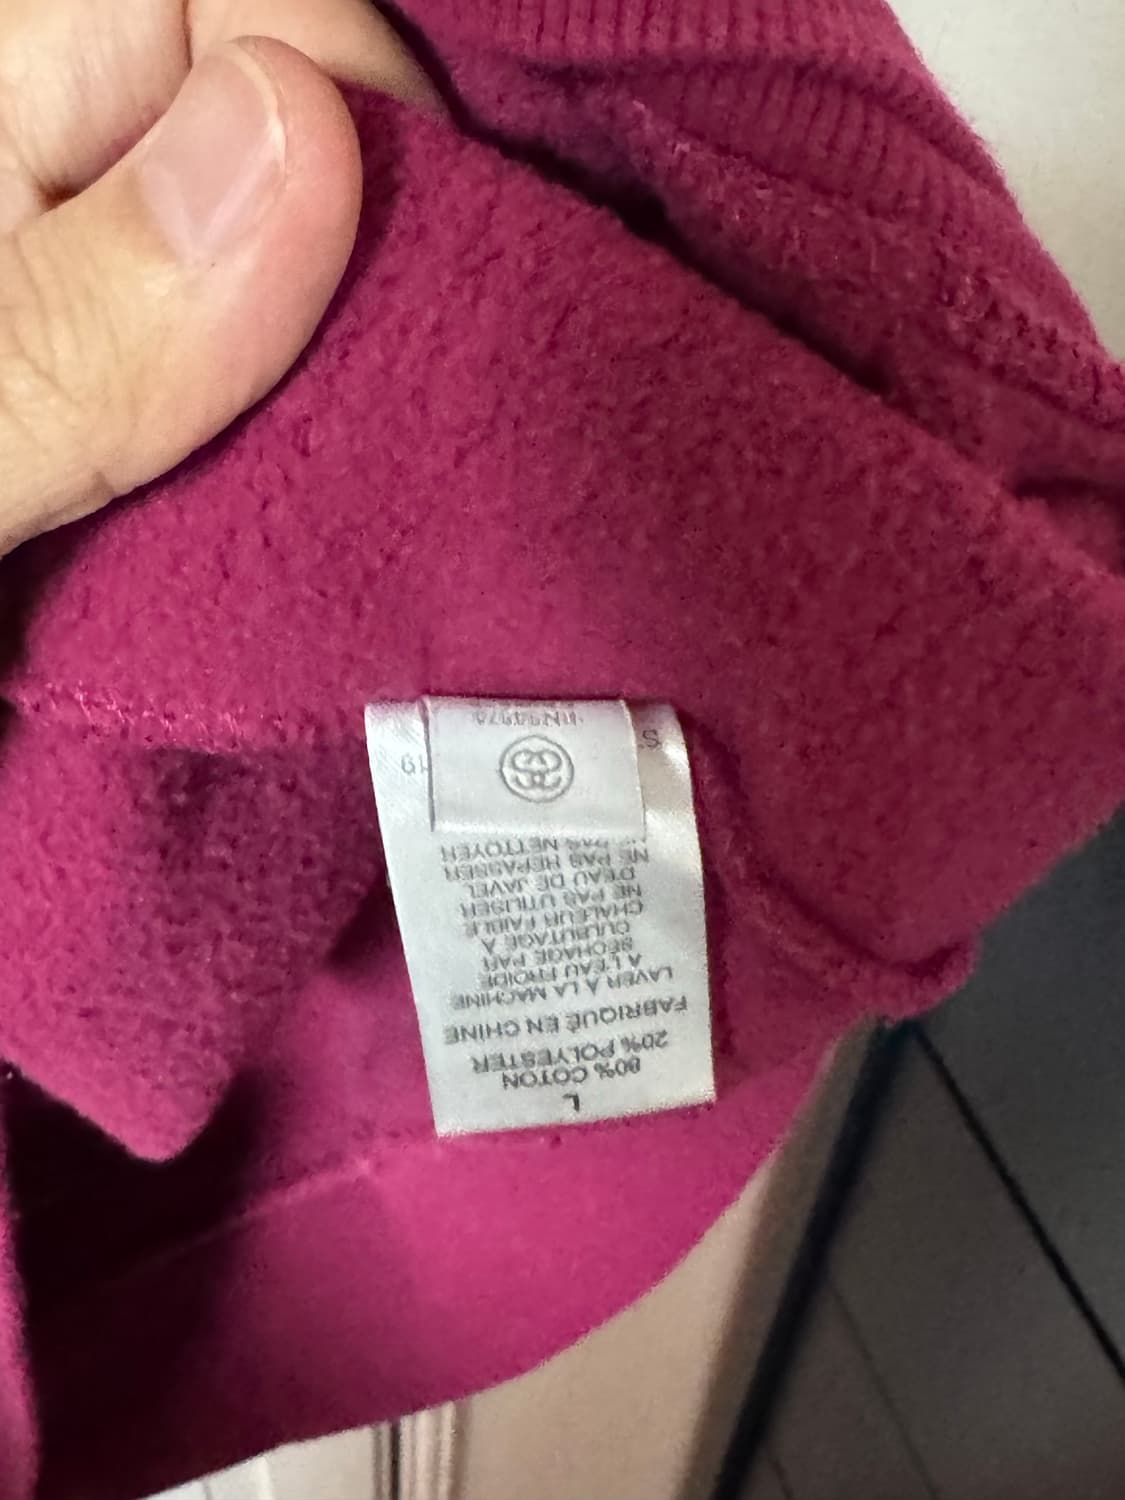 L
80% COTON
20% POLYESTER
FABRIQUÉ EN CHINE
LAVER À LA MACHINE
A L'EAU FROIDE
SÉCHAGE PAR
CULBUTAGE À
CHALEUR FAIBLE
NE PAS UTILISER
D'EAU DE JAVEL
NE PAS REPASSER
NE PAS NETTOYER
S.
19